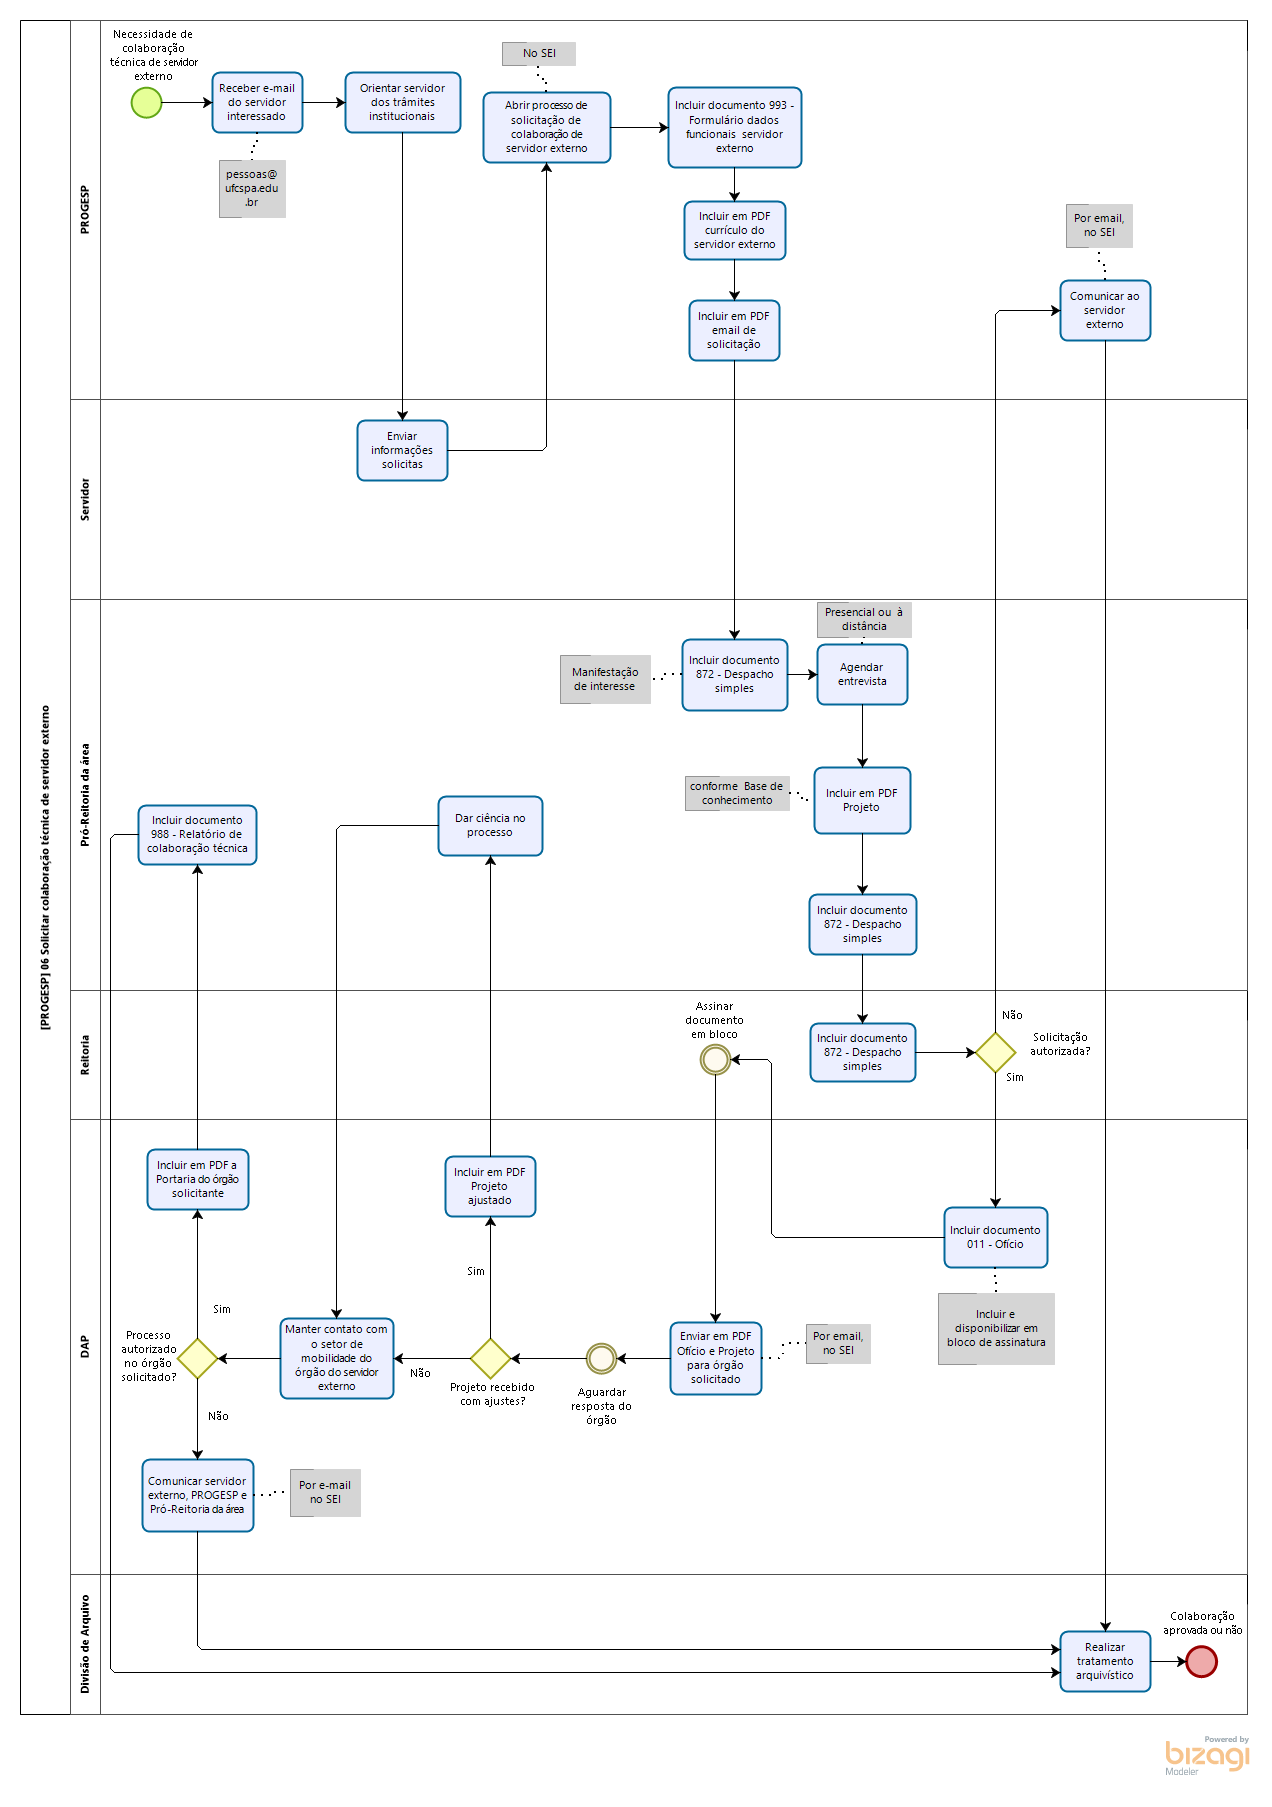 [PROGESP] 06 Solicitar colaboração técnica de servidor externo
PROGESP
Necessidade de
colaboração
técnica de servidor
externo
Receber e-mail
do servidor
interessado
pessoas@
ufcspa.edu
.br
Orientar servidor
dos trâmites
institucionais
No SEI
Abrir processo de
solicitação de
colaboração de
servidor externo
Incluir documento 993 -
Formulário dados
funcionais servidor
externo
Incluir em PDF
currículo do
servidor externo
Incluir em PDF
email de
solicitação
Por email,
no SEI
Comunicar ao
servidor
externo
Servidor
Enviar
informações
solicitas
Pró-Reitoria da área
Manifestação
de interesse
Incluir documento
872 - Despacho
simples
Presencial ou à
distância
Agendar
entrevista
conforme Base de
conhecimento
Incluir em PDF
Projeto
Incluir documento
988 - Relatório de
colaboração técnica
Dar ciência no
processo
Incluir documento
872 - Despacho
simples
Reitoria
Assinar
documento
em bloco
Incluir documento
872 - Despacho
simples
Não
Solicitação
autorizada?
Sim
DAP
Incluir em PDF a
Portaria do órgão
solicitante
Incluir em PDF
Projeto
ajustado
Incluir documento
011 - Ofício
Incluir e
disponibilizar em
bloco de assinatura
Sim
Sim
Processo
autorizado
no órgão
solicitado?
Manter contato com
o setor de
mobilidade do
órgão do servidor
externo
Não
Projeto recebido
com ajustes?
Aguardar
resposta do
órgão
Enviar em PDF
Ofício e Projeto
para órgão
solicitado
Por email,
no SEI
Não
Comunicar servidor
externo, PROGESP e
Pró-Reitoria da área
Por e-mail
no SEI
Divisão de Arquivo
Realizar
tratamento
arquivístico
Colaboração
aprovada ou não
Powered by
bizagi
Modeler